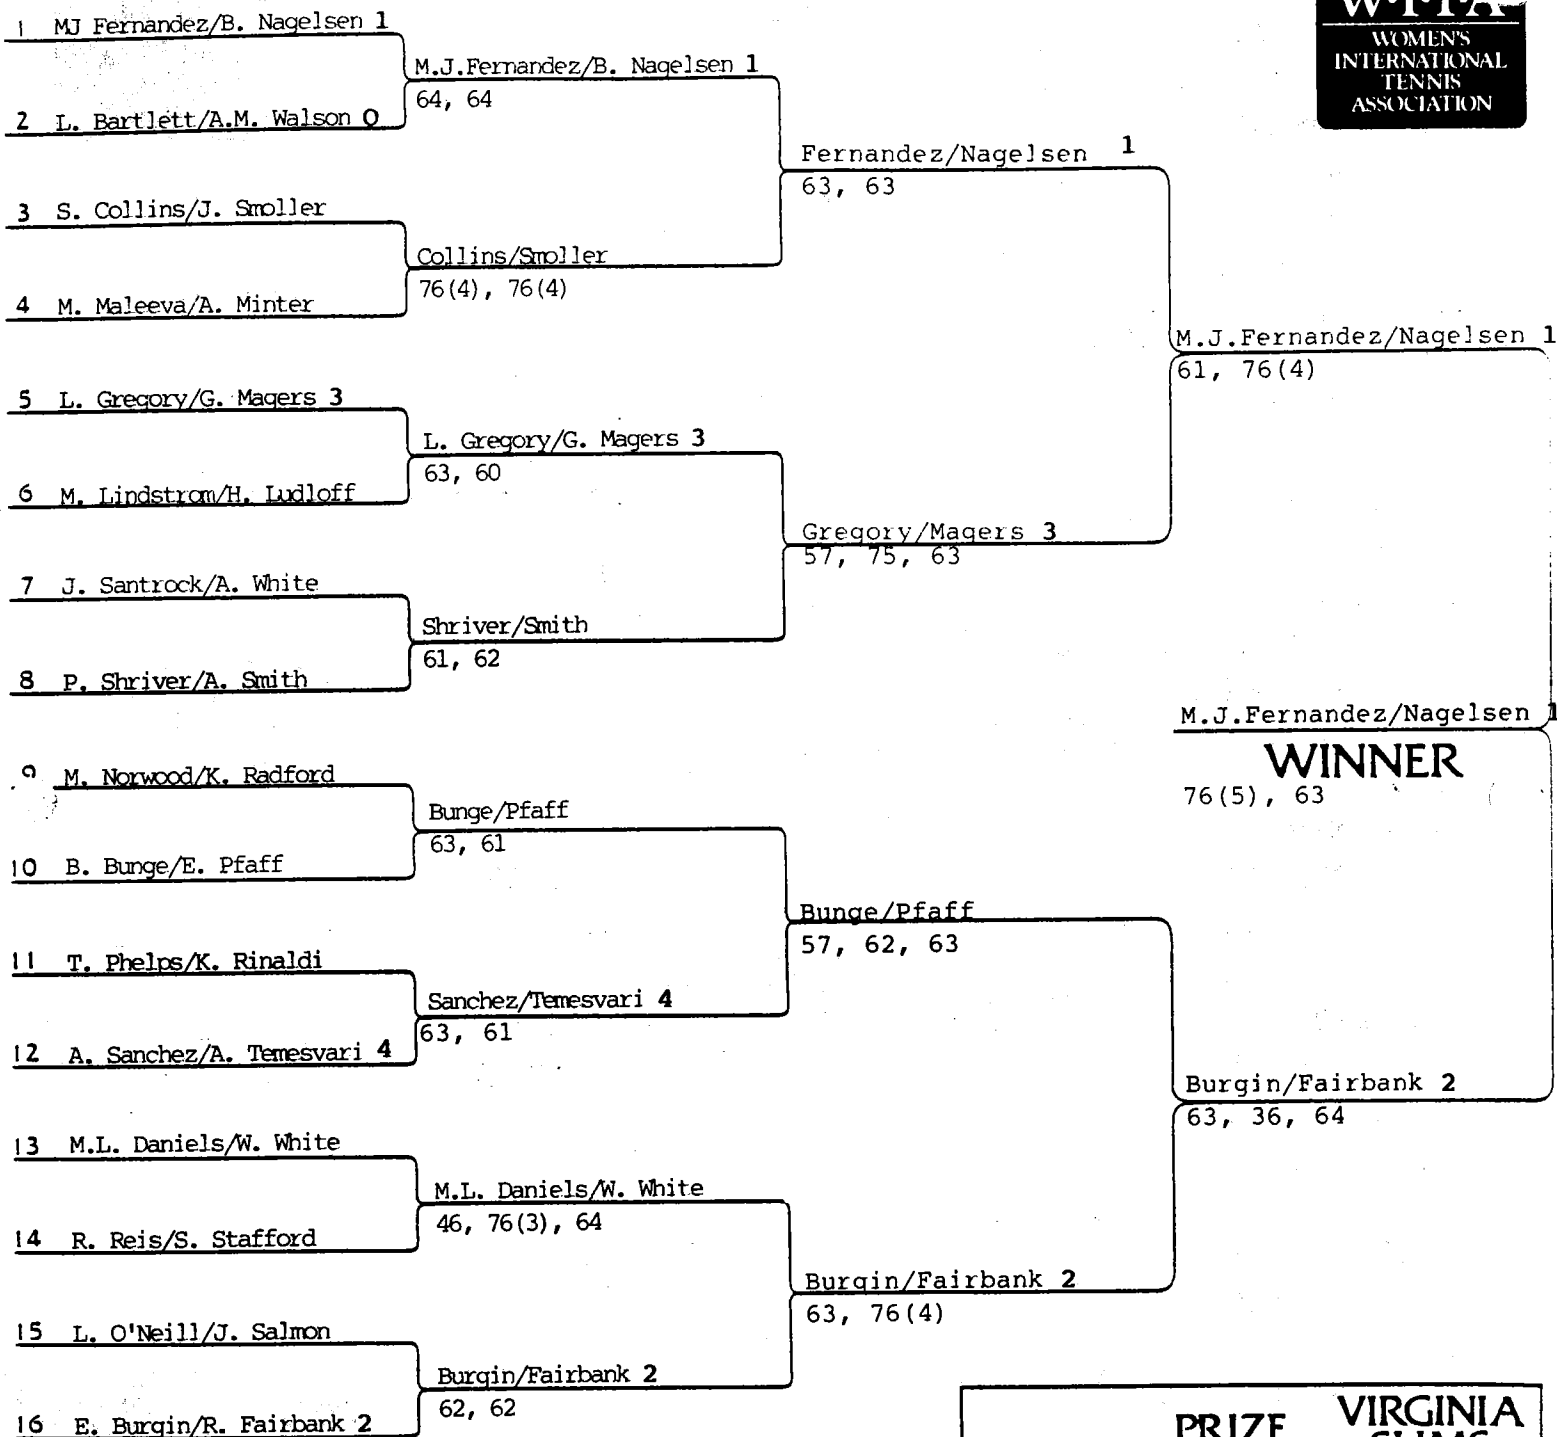 W·I·T·A
WOMEN'S
INTERNATIONAL
TENNIS
ASSOCIATION
1 MJ Fernandez/B. Nagelsen 1
M.J.Fernandez/B. Nagelsen 1
64, 64
2 L. Bartlett/A.M. Walson O
Fernandez/Nagelsen 1
63, 63
3 S. Collins/J. Smoller
Collins/Smoller
76(4), 76(4)
4 M. Maleeva/A. Minter
M.J.Fernandez/Nagelsen 1
61, 76(4)
5 L. Gregory/G. Magers 3
L. Gregory/G. Magers 3
63, 60
6 M. Lindstrom/H. Ludloff
Gregory/Magers 3
57, 75, 63
7 J. Santrock/A. White
Shriver/Smith
61, 62
8 P. Shriver/A. Smith
M.J.Fernandez/Nagelsen 1
WINNER
76(5), 63
9 M. Norwood/K. Radford
Bunge/Pfaff
63, 61
10 B. Bunge/E. Pfaff
Bunge/Pfaff
57, 62, 63
11 T. Phelps/K. Rinaldi
Sanchez/Temesvari 4
63, 61
12 A. Sanchez/A. Temesvari 4
Burgin/Fairbank 2
63, 36, 64
13 M.L. Daniels/W. White
M.L. Daniels/W. White
46, 76(3), 64
14 R. Reis/S. Stafford
Burgin/Fairbank 2
63, 76(4)
15 L. O'Neill/J. Salmon
Burgin/Fairbank 2
62, 62
16 E. Burgin/R. Fairbank 2
PRIZE
VIRGINIA
SLIMS